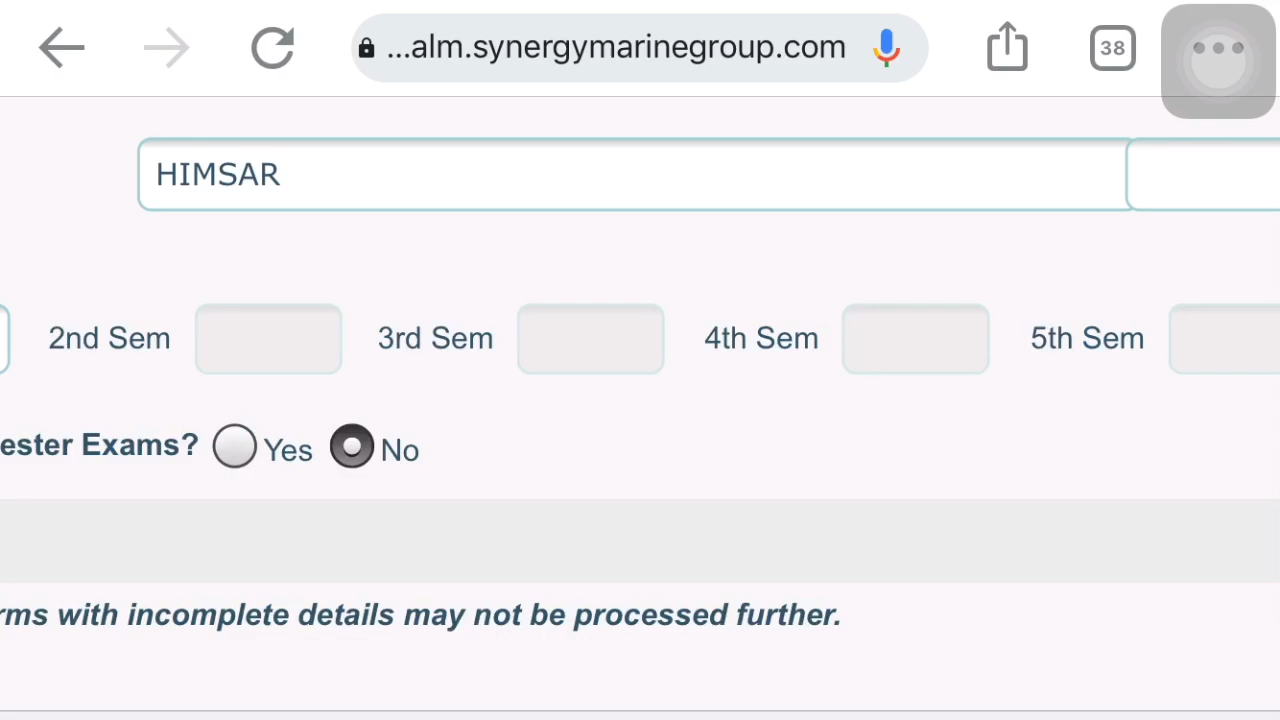 ...alm.synergymarinegroup.com 38
HIMSAR
2nd Sem 3rd Sem 4th Sem 5th Sem
ester Exams? Yes No
rms with incomplete details may not be processed further.